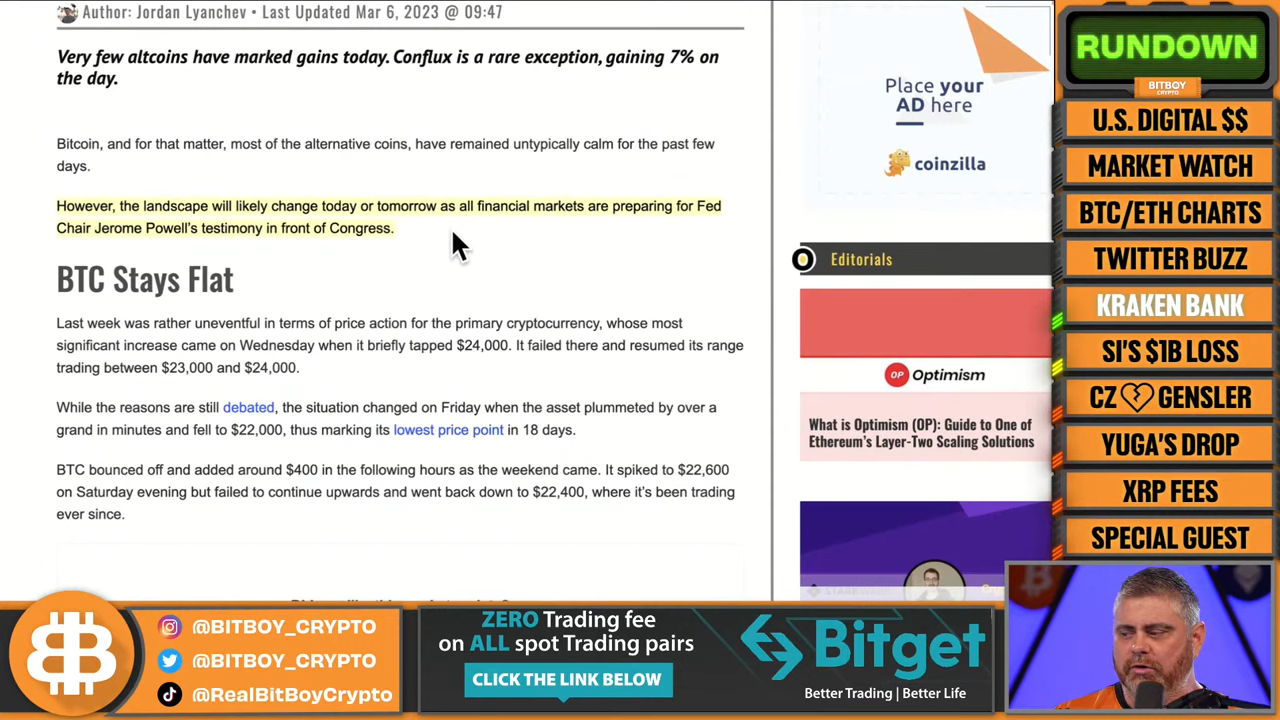 Author: Jordan Lyanchev • Last Updated Mar 6, 2023 @ 09:47
Very few altcoins have marked gains today. Conflux is a rare exception, gaining 7% on
the day.
Bitcoin, and for that matter, most of the alternative coins, have remained untypically calm for the past few
days.
However, the landscape will likely change today or tomorrow as all financial markets are preparing for Fed
Chair Jerome Powell's testimony in front of Congress.
BTC Stays Flat
Last week was rather uneventful in terms of price action for the primary cryptocurrency, whose most
significant increase came on Wednesday when it briefly tapped $24,000. It failed there and resumed its range
trading between $23,000 and $24,000.
While the reasons are still debated, the situation changed on Friday when the asset plummeted by over a
grand in minutes and fell to $22,000, thus marking its lowest price point in 18 days.
BTC bounced off and added around $400 in the following hours as the weekend came. It spiked to $22,600
on Saturday evening but failed to continue upwards and went back down to $22,400, where it's been trading
ever since.
Place your
AD here
coinzilla
Editorials
OP Optimism
What is Optimism (OP): Guide to One of
Ethereum's Layer-Two Scaling Solutions
RUNDOWN
BITBOY
CRYPTO
U.S. DIGITAL $$
MARKET WATCH
BTC/ETH CHARTS
TWITTER BUZZ
KRAKEN BANK
SI'S $1B LOSS
CZ 💔 GENSLER
YUGA'S DROP
XRP FEES
SPECIAL GUEST
@BITBOY_CRYPTO
@BITBOY_CRYPTO
@RealBitBoyCrypto
ZERO Trading fee
on ALL spot Trading pairs
CLICK THE LINK BELOW
Bitget
Better Trading | Better Life